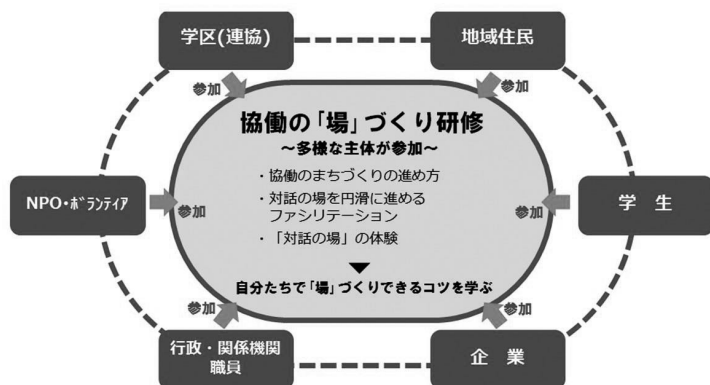 学区(連協)
地域住民
参加
参加
協働の「場」づくり研修
～多様な主体が参加～
・協働のまちづくりの進め方
・対話の場を円滑に進める
ファシリテーション
・「対話の場」の体験
自分たちで「場」づくりできるコツを学ぶ
NPO・ﾎﾞﾗﾝﾃｨｱ
参加
参加
学　生
参加
参加
行政・関係機関
職員
企　業